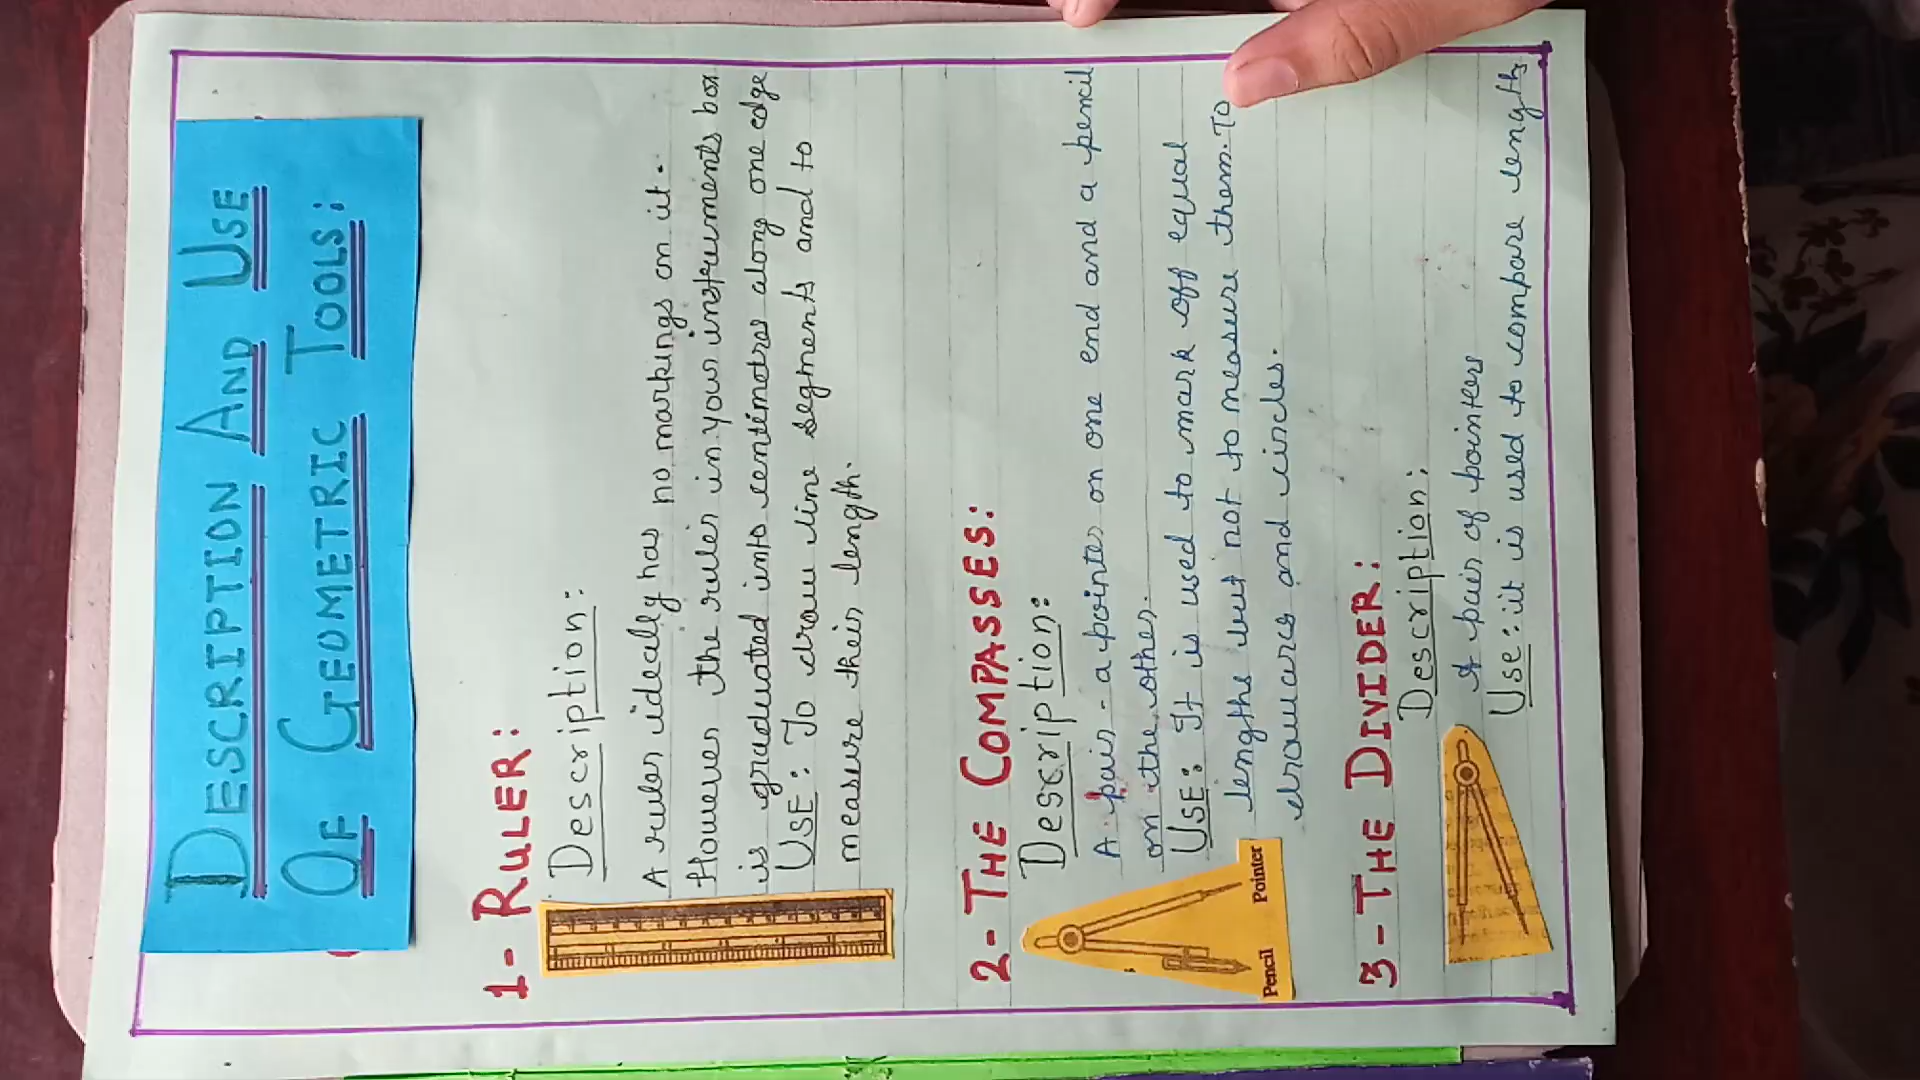 DESCRIPTION AND USE
OF GEOMETRIC TOOLS:
1- RULER:
Description:
A ruler ideally has no markings on it.
However the ruler in your instruments box
is graduated into centimetres along one edge
USE: To draw line segments and to
measure their length.
2- THE COMPASSES:
Description:
A pair - a pointer on one end and a pencil
on the other.
USE: It is used to mark off equal
lengths but not to measure them. To
draw arcs and circles.
Pencil
Pointer
3- THE DIVIDER:
Description:
A pair of pointers
Use: it is used to compare length